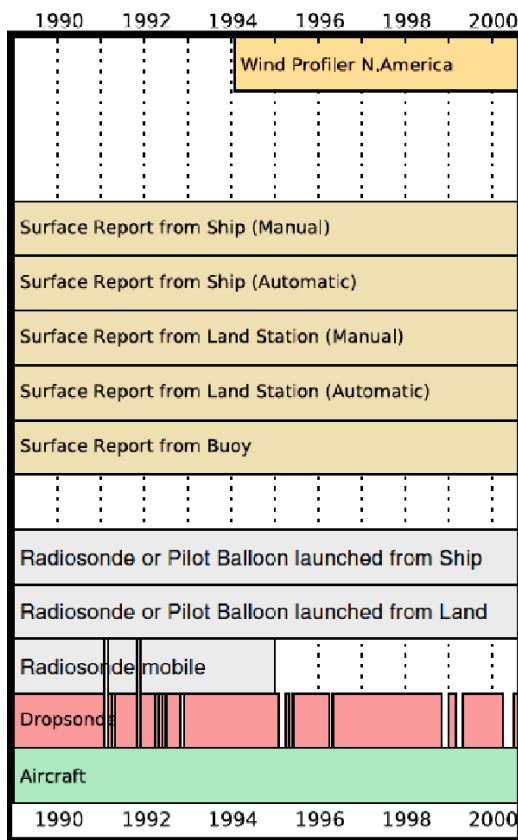 1990 1992 1994 1996 1998 2000
Wind Profiler N.America
Surface Report from Ship (Manual)
Surface Report from Ship (Automatic)
Surface Report from Land Station (Manual)
Surface Report from Land Station (Automatic)
Surface Report from Buoy
Radiosonde or Pilot Balloon launched from Ship
Radiosonde or Pilot Balloon launched from Land
Radiosonde mobile
Dropsonde
Aircraft
1990 1992 1994 1996 1998 2000